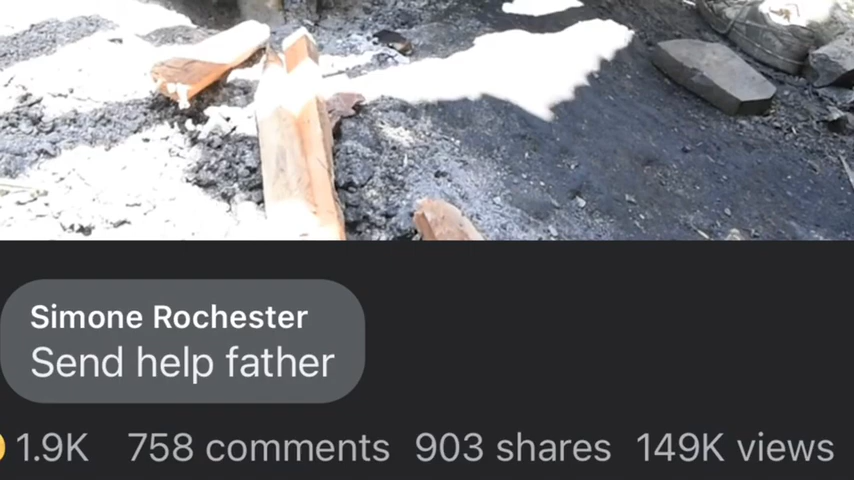 Simone Rochester
Send help father
1.9K 758 comments 903 shares 149K views